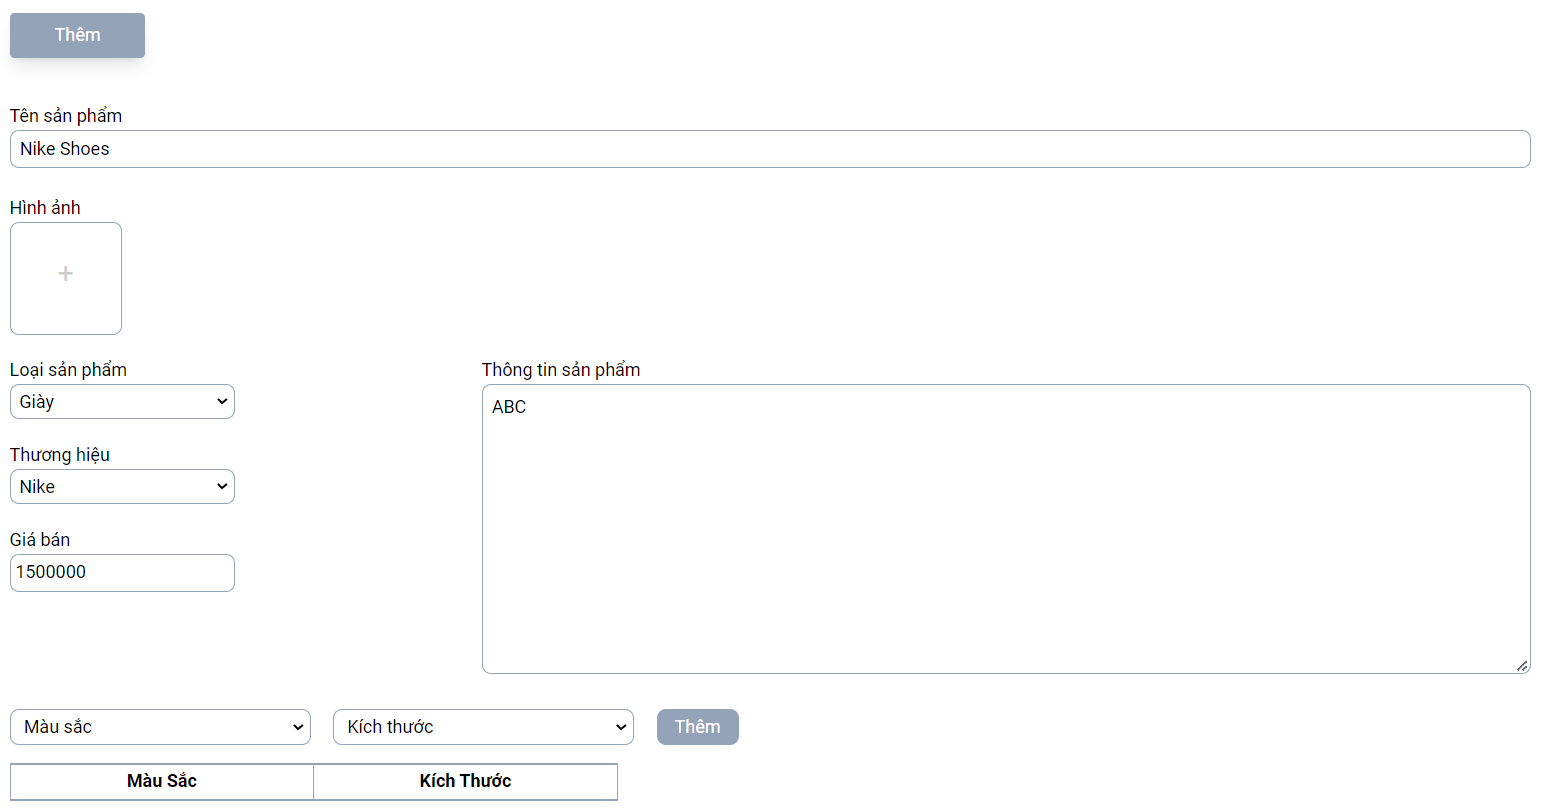 Thêm
Tên sản phẩm
Nike Shoes
Hình ảnh
+
Loại sản phẩm
Giày
Thương hiệu
Nike
Giá bán
1500000
Thông tin sản phẩm
ABC
Màu sắc Kích thước Thêm
Màu Sắc Kích Thước